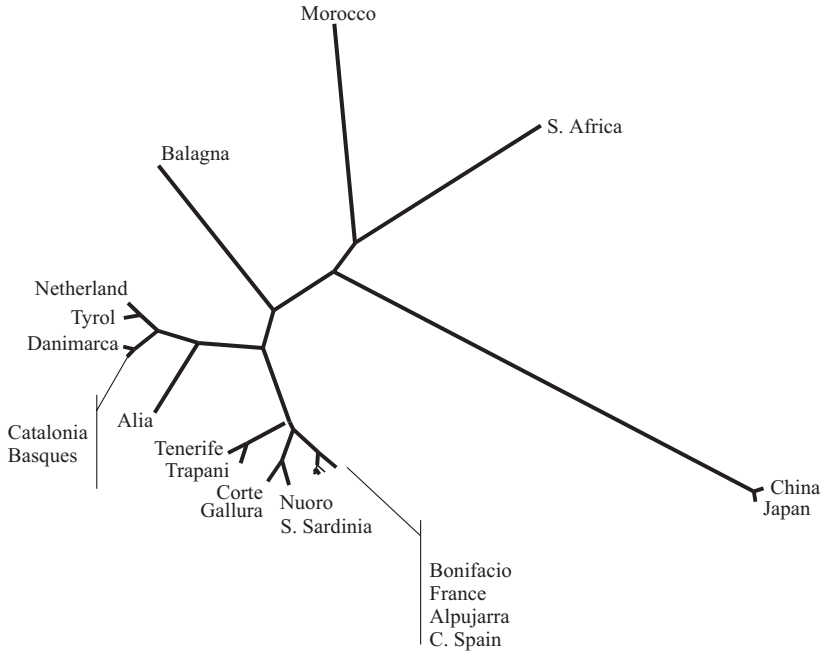 Morocco
S. Africa
Balagna
Netherland
Tyrol
Danimarca
Alia
Catalonia
Basques
Tenerife
Trapani
Corte
Gallura
Nuoro
S. Sardinia
China
Japan
Bonifacio
France
Alpujarra
C. Spain